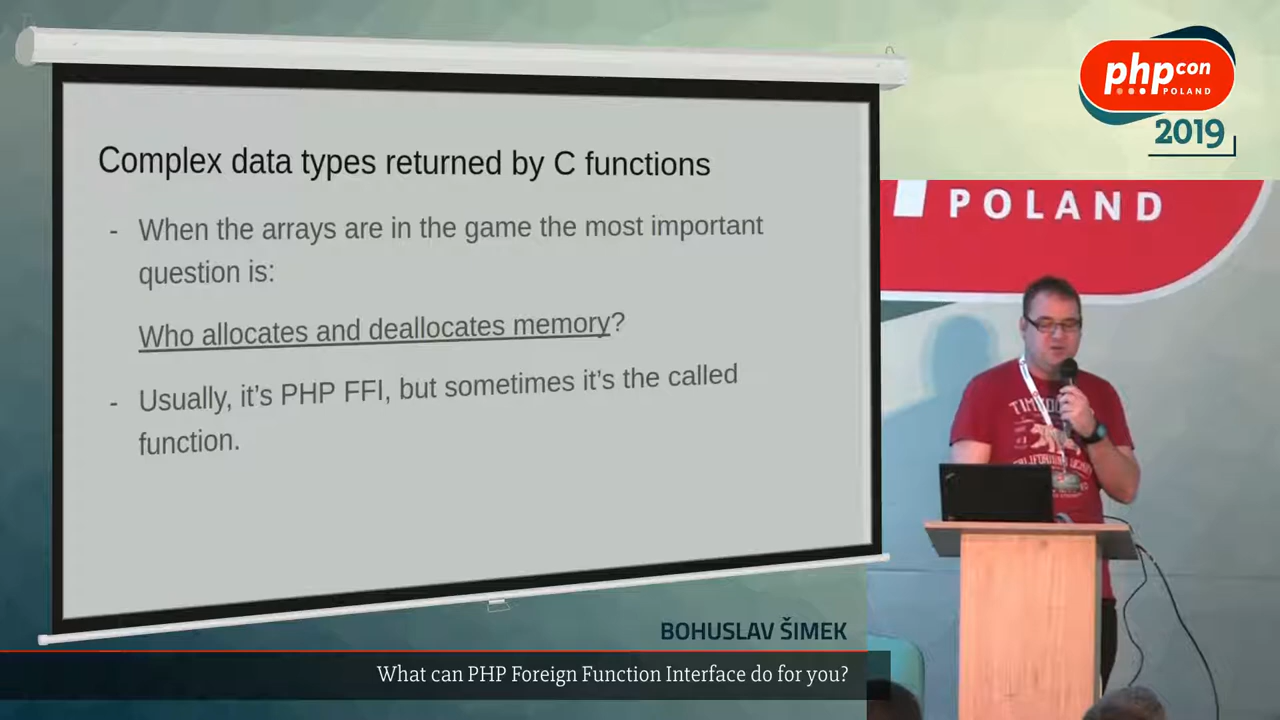 Complex data types returned by C functions
- When the arrays are in the game the most important
question is:
Who allocates and deallocates memory?
- Usually, it's PHP FFI, but sometimes it's the called
function.
php con
POLAND
2019
POLAND
BOHUSLAV ŠIMEK
What can PHP Foreign Function Interface do for you?